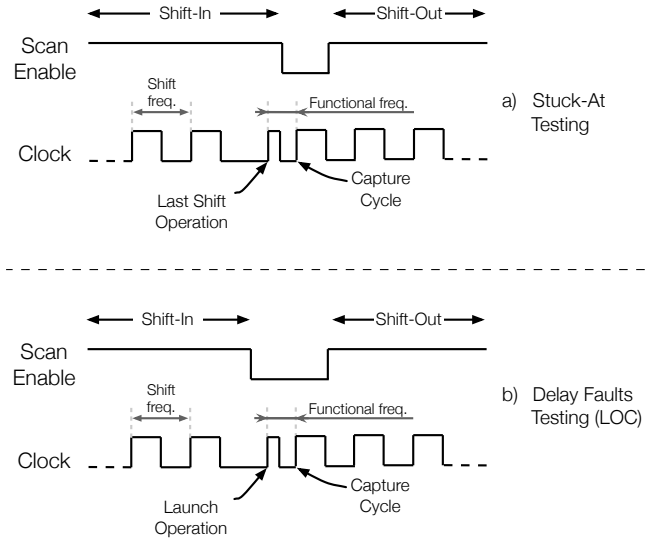 Shift-In
Shift-Out
Scan
Enable
Shift
freq.
Functional freq.
a) Stuck-At
Testing
Clock
Last Shift
Operation
Capture
Cycle
Shift-In
Shift-Out
Scan
Enable
Shift
freq.
Functional freq.
b) Delay Faults
Testing (LOC)
Clock
Launch
Operation
Capture
Cycle